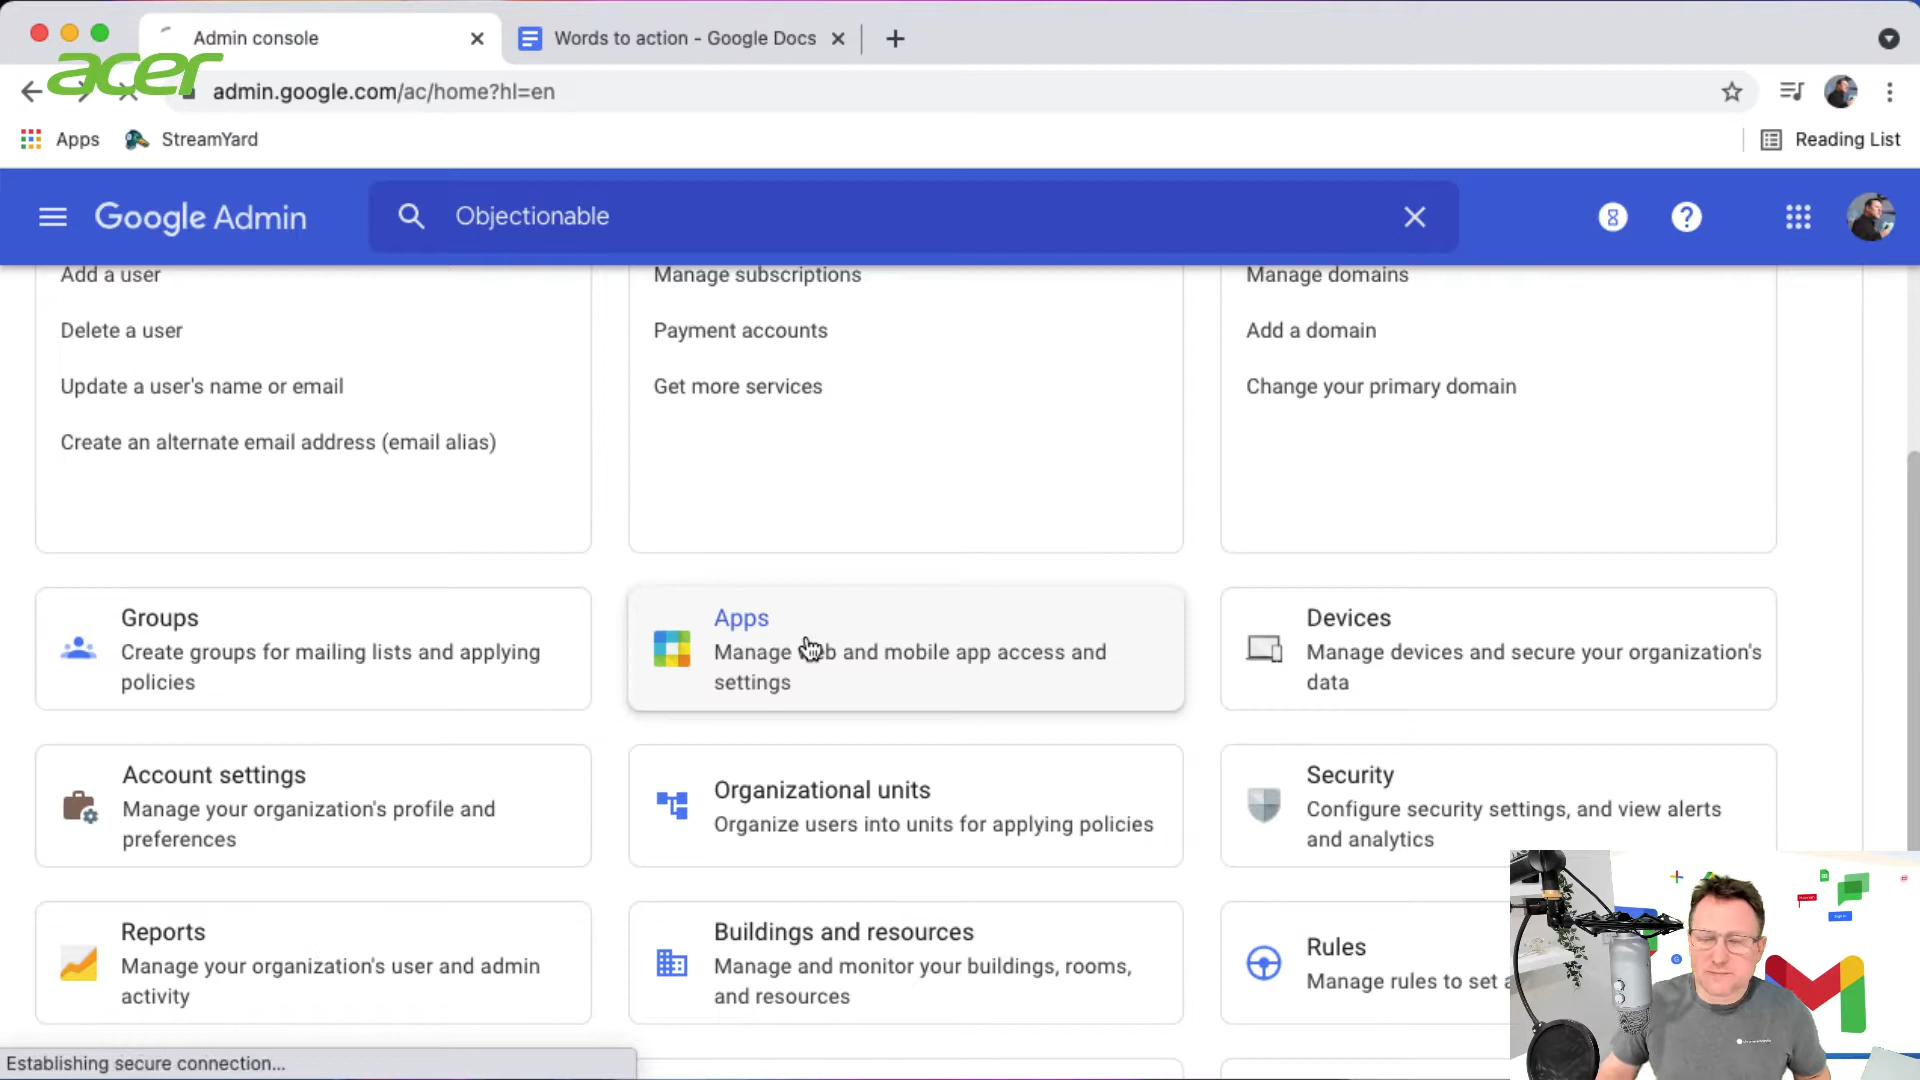 Admin console
Words to action - Google Docs
acer
admin.google.com/ac/home?hl=en
Apps
StreamYard
Reading List
Google Admin
Objectionable
Add a user
Manage subscriptions
Manage domains
Delete a user
Payment accounts
Add a domain
Update a user's name or email
Get more services
Change your primary domain
Create an alternate email address (email alias)
Groups
Create groups for mailing lists and applying
policies
Apps
Manage web and mobile app access and
settings
Devices
Manage devices and secure your organization's
data
Account settings
Manage your organization's profile and
preferences
Organizational units
Organize users into units for applying policies
Security
Configure security settings, and view alerts
and analytics
Reports
Manage your organization's user and admin
activity
Buildings and resources
Manage and monitor your buildings, rooms,
and resources
Rules
Manage rules to set a
Establishing secure connection...